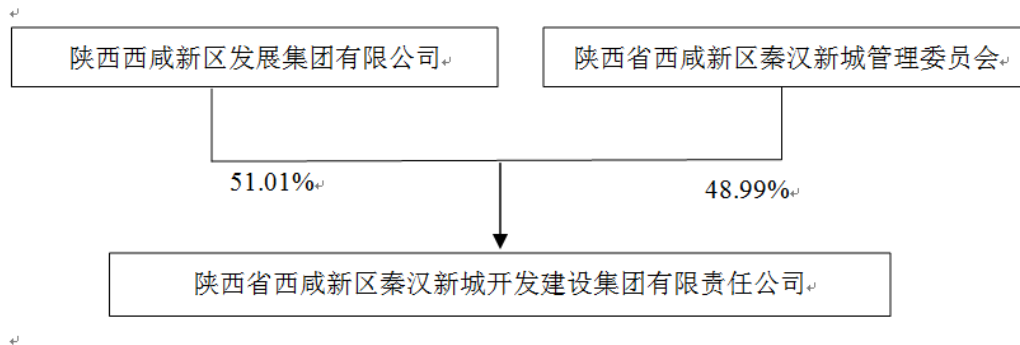 陕西西咸新区发展集团有限公司
陕西省西咸新区秦汉新城管理委员会
51.01%
48.99%
陕西省西咸新区秦汉新城开发建设集团有限责任公司